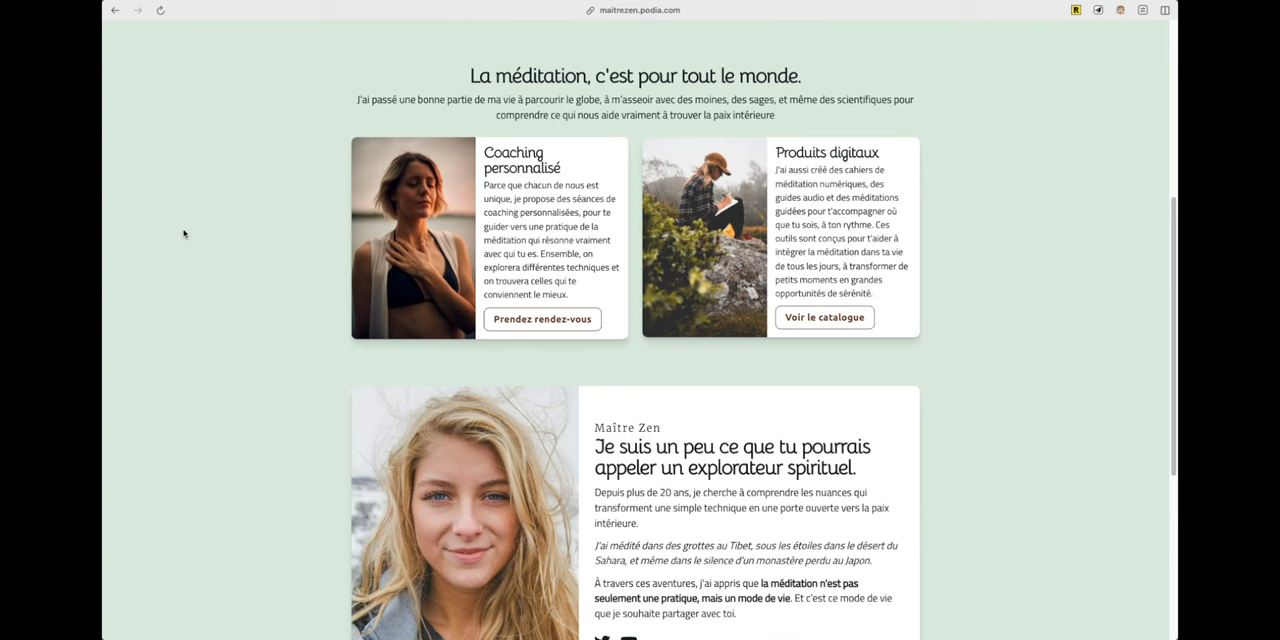 maitrezen.podia.com
R
La méditation, c'est pour tout le monde.
J'ai passé une bonne partie de ma vie à parcourir le globe, à m'asseoir avec des moines, des sages, et même des scientifiques pour
comprendre ce qui nous aide vraiment à trouver la paix intérieure
Coaching
personnalisé
Parce que chacun de nous est
unique, je propose des séances de
coaching personnalisées, pour te
guider vers une pratique de la
méditation qui résonne vraiment
avec qui tu es. Ensemble, on
explorera différentes techniques et
on trouvera celles qui te
conviennent le mieux.
Prendez rendez-vous
Produits digitaux
J'ai aussi créé des cahiers de
méditation numériques, des
guides audio et des méditations
guidées pour t'accompagner où
que tu sois, à ton rythme. Ces
outils sont conçus pour t'aider à
intégrer la méditation dans ta vie
de tous les jours, à transformer de
petits moments en grandes
opportunités de sérénité.
Voir le catalogue
Maître Zen
Je suis un peu ce que tu pourrais
appeler un explorateur spirituel.
Depuis plus de 20 ans, je cherche à comprendre les nuances qui
transforment une simple technique en une porte ouverte vers la paix
intérieure.
J'ai médité dans des grottes au Tibet, sous les étoiles dans le désert du
Sahara, et même dans le silence d'un monastère perdu au Japon.
À travers ces aventures, j'ai appris que la méditation n'est pas
seulement une pratique, mais un mode de vie. Et c'est ce mode de vie
que je souhaite partager avec toi.